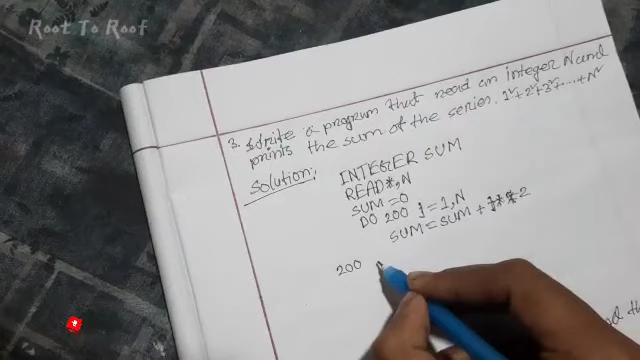 Root To Roof
3. Write a program that read an integer N and
prints the sum of the series. 1²+2²+3²+....+N²
Solution:
INTEGER SUM
READ*,N
SUM=0
DO 200 J=1,N
SUM=SUM+J**2
200